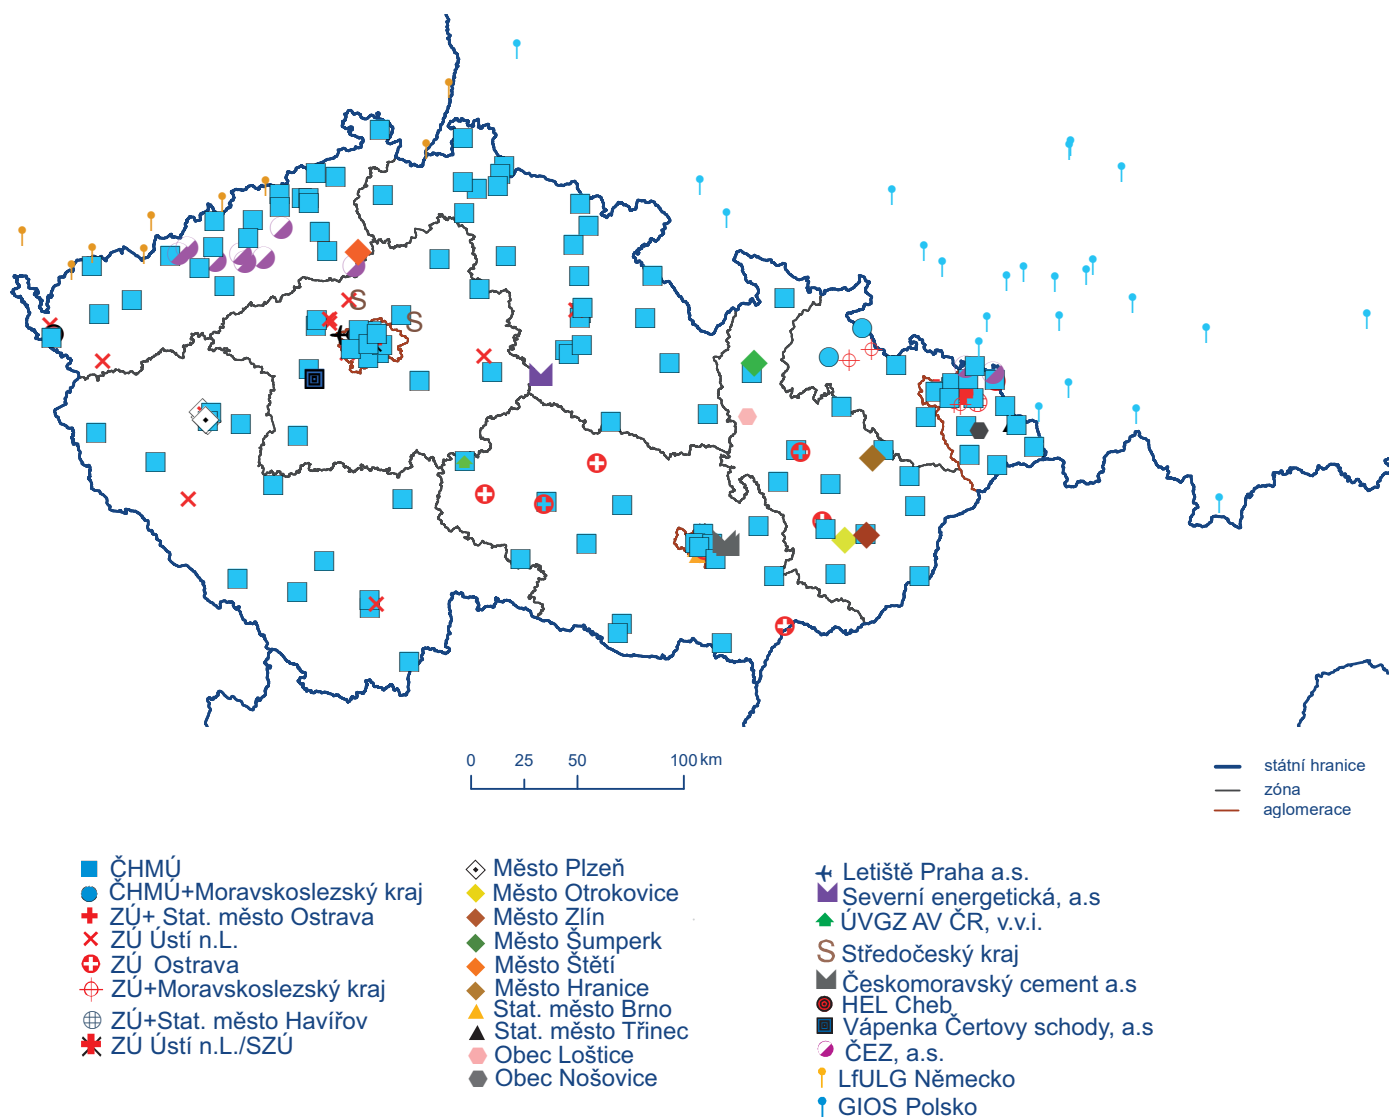 0 25 50 100 km
státní hranice
zóna
aglomerace
S
S
ČHMÚ
ČHMÚ+Moravskoslezský kraj
ZÚ+ Stat. město Ostrava
ZÚ Ústí n.L.
ZÚ Ostrava
ZÚ+Moravskoslezský kraj
ZÚ+Stat. město Havířov
ZÚ Ústí n.L./SZÚ
Město Plzeň
Město Otrokovice
Město Zlín
Město Šumperk
Město Štětí
Město Hranice
Stat. město Brno
Stat. město Třinec
Obec Loštice
Obec Nošovice
Letiště Praha a.s.
Severní energetická, a.s
ÚVGZ AV ČR, v.v.i.
S Středočeský kraj
Českomoravský cement a.s
HEL Cheb
Vápenka Čertovy schody, a.s
ČEZ, a.s.
LfULG Německo
GIOS Polsko